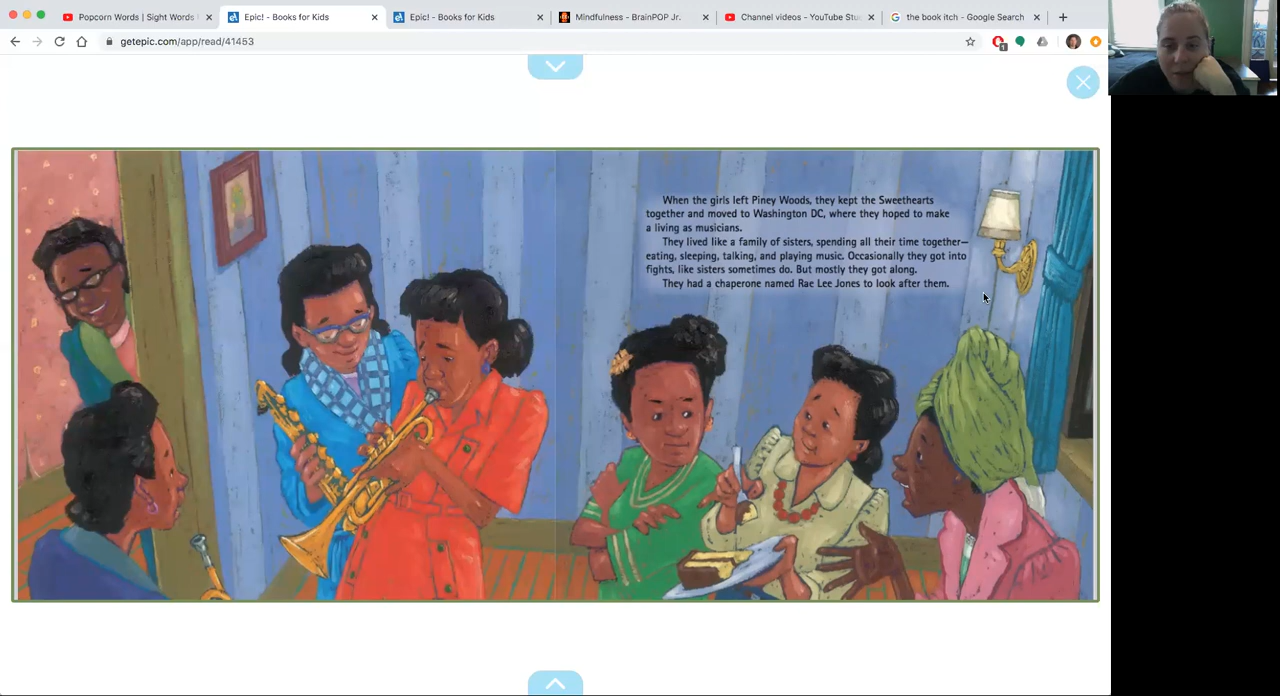 Popcorn Words | Sight Words
Epic! - Books for Kids
Epic! - Books for Kids
Mindfulness - BrainPOP Jr.
Channel videos - YouTube Stu
the book itch - Google Search
getepic.com/app/read/41453
1
When the girls left Piney Woods, they kept the Sweethearts
together and moved to Washington DC, where they hoped to make
a living as musicians.
They lived like a family of sisters, spending all their time together—
eating, sleeping, talking, and playing music. Occasionally they got into
fights, like sisters sometimes do. But mostly they got along.
They had a chaperone named Rae Lee Jones to look after them.